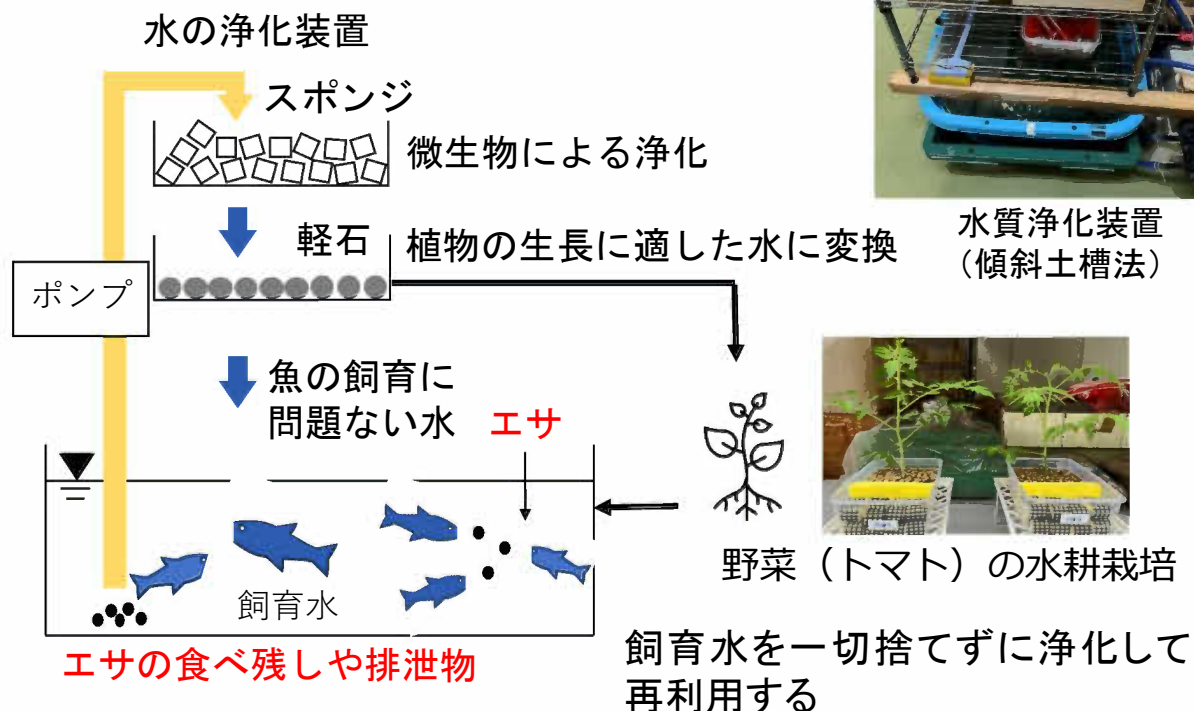 水の浄化装置
スポンジ
微生物による浄化
軽石
植物の生長に適した水に変換
ポンプ
水質浄化装置
（傾斜土槽法）
魚の飼育に
問題ない水
エサ
飼育水
エサの食べ残しや排泄物
野菜（トマト）の水耕栽培
飼育水を一切捨てずに浄化して
再利用する